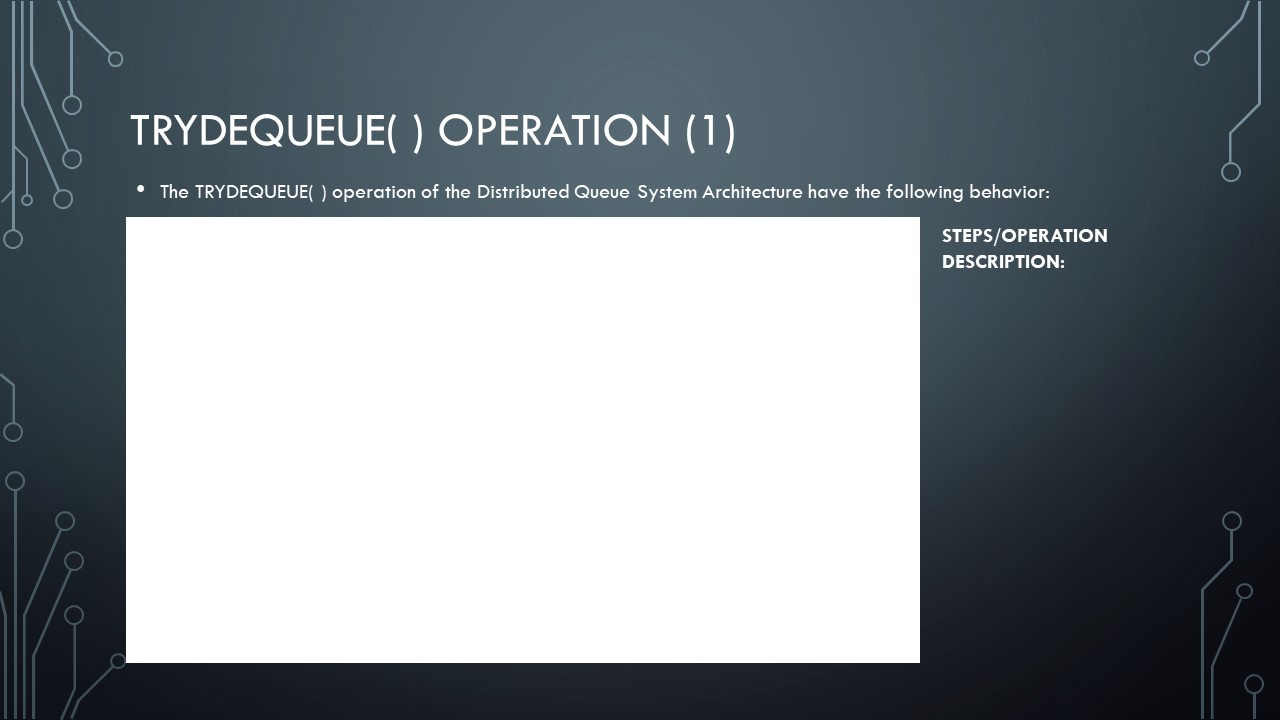 TRYDEQUEUE( ) OPERATION (1)
• The TRYDEQUEUE( ) operation of the Distributed Queue System Architecture have the following behavior:
STEPS/OPERATION
DESCRIPTION: